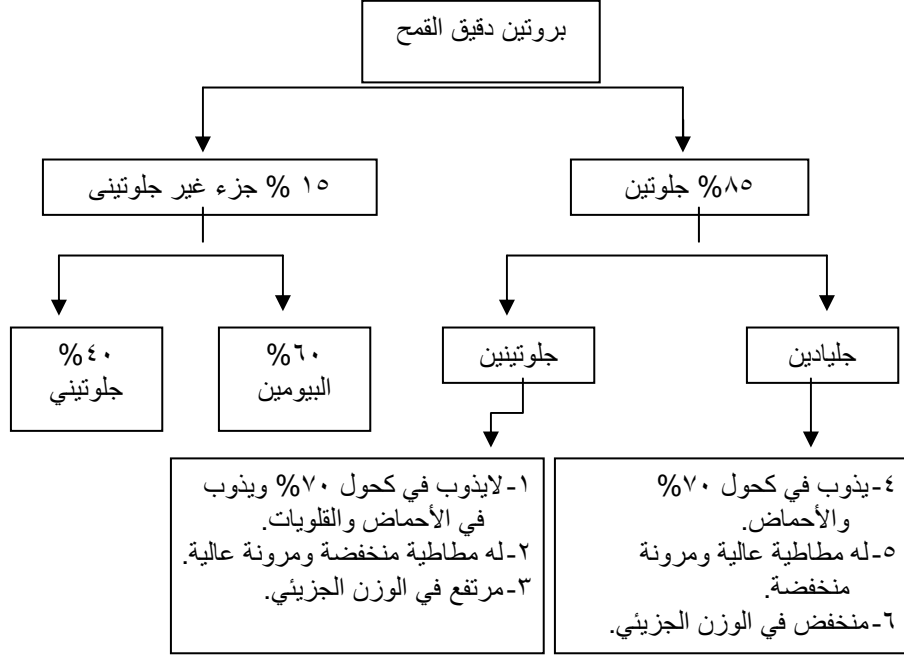 بروتين دقيق القمح
٨٥% جلوتين
١٥ % جزء غير جلوتينى
جليادين
جلوتينين
٦٠%
البيومين
٤٠%
جلوتيني
٤-يذوب في كحول ٧٠%
والأحماض.
٥-له مطاطية عالية ومرونة
منخفضة.
٦-منخفض في الوزن الجزيئي.
١-لايذوب في كحول ٧٠% ويذوب
في الأحماض والقلويات.
٢-له مطاطية منخفضة ومرونة عالية.
٣-مرتفع في الوزن الجزيئي.